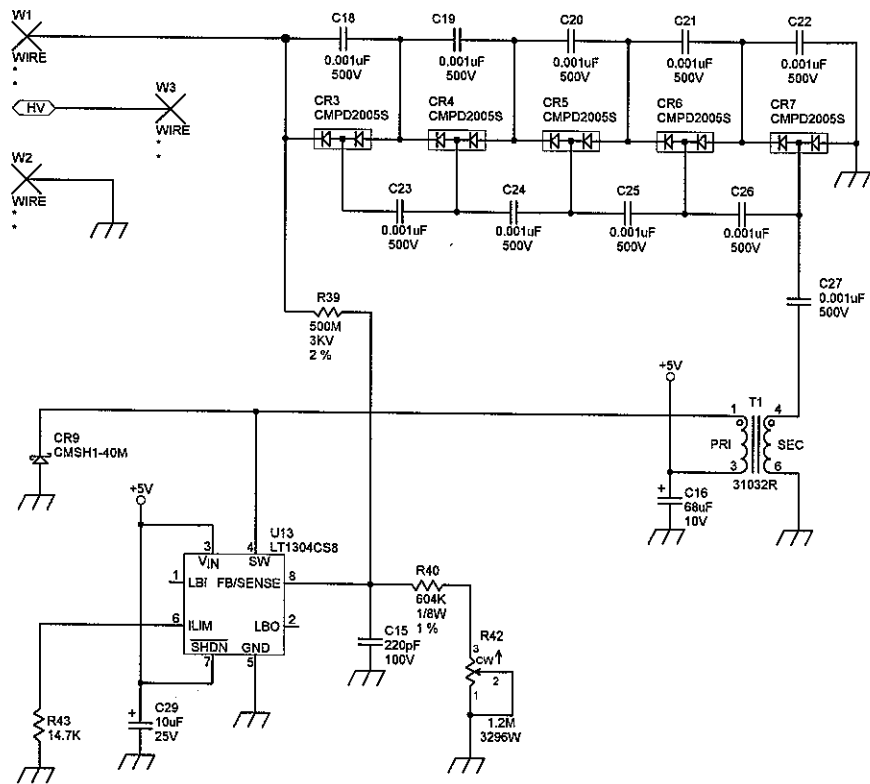 W1
WIRE
*
*
HV
W3
WIRE
*
*
W2
WIRE
*
*
C18
0.001uF
500V
C19
0.001uF
500V
C20
0.001uF
500V
C21
0.001uF
500V
C22
0.001uF
500V
CR3
CMPD2005S
CR4
CMPD2005S
CR5
CMPD2005S
CR6
CMPD2005S
CR7
CMPD2005S
C23
0.001uF
500V
C24
0.001uF
500V
C25
0.001uF
500V
C26
0.001uF
500V
C27
0.001uF
500V
R39
500M
3KV
2 %
+5V
1
T1
4
PRI
SEC
3
6
31032R
+
C16
68uF
10V
CR9
CMSH1-40M
+5V
U13
LT1304CS8
3
4
VIN
SW
1
LBI
FB/SENSE
8
6
ILIM
LBO
2
SHDN
GND
7
5
R40
604K
1/8W
1 %
C15
220pF
100V
R42
3
CW
2
1
1.2M
3296W
R43
14.7K
+
C29
10uF
25V